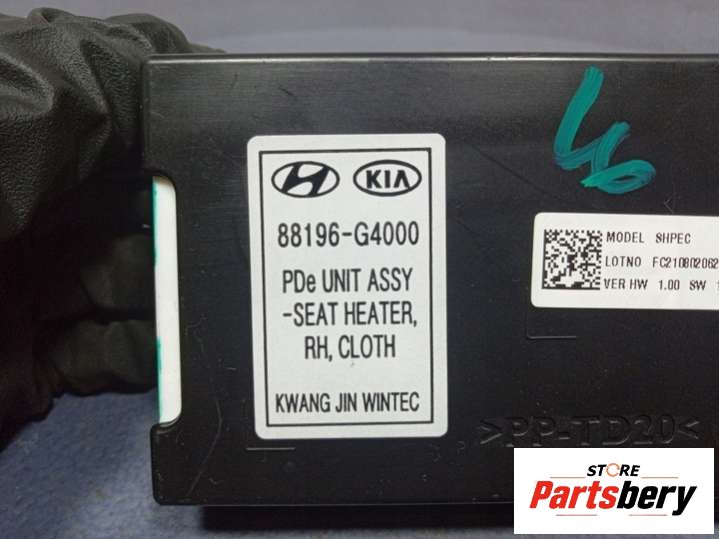 KIA
88196-G4000
PDe UNIT ASSY
-SEAT HEATER,
RH, CLOTH
KWANG JIN WINTEC
MODEL SHPEC
LOTNO FC210802062
VER HW 1.00 SW
>PP-TD20<
STORE
Partsbery